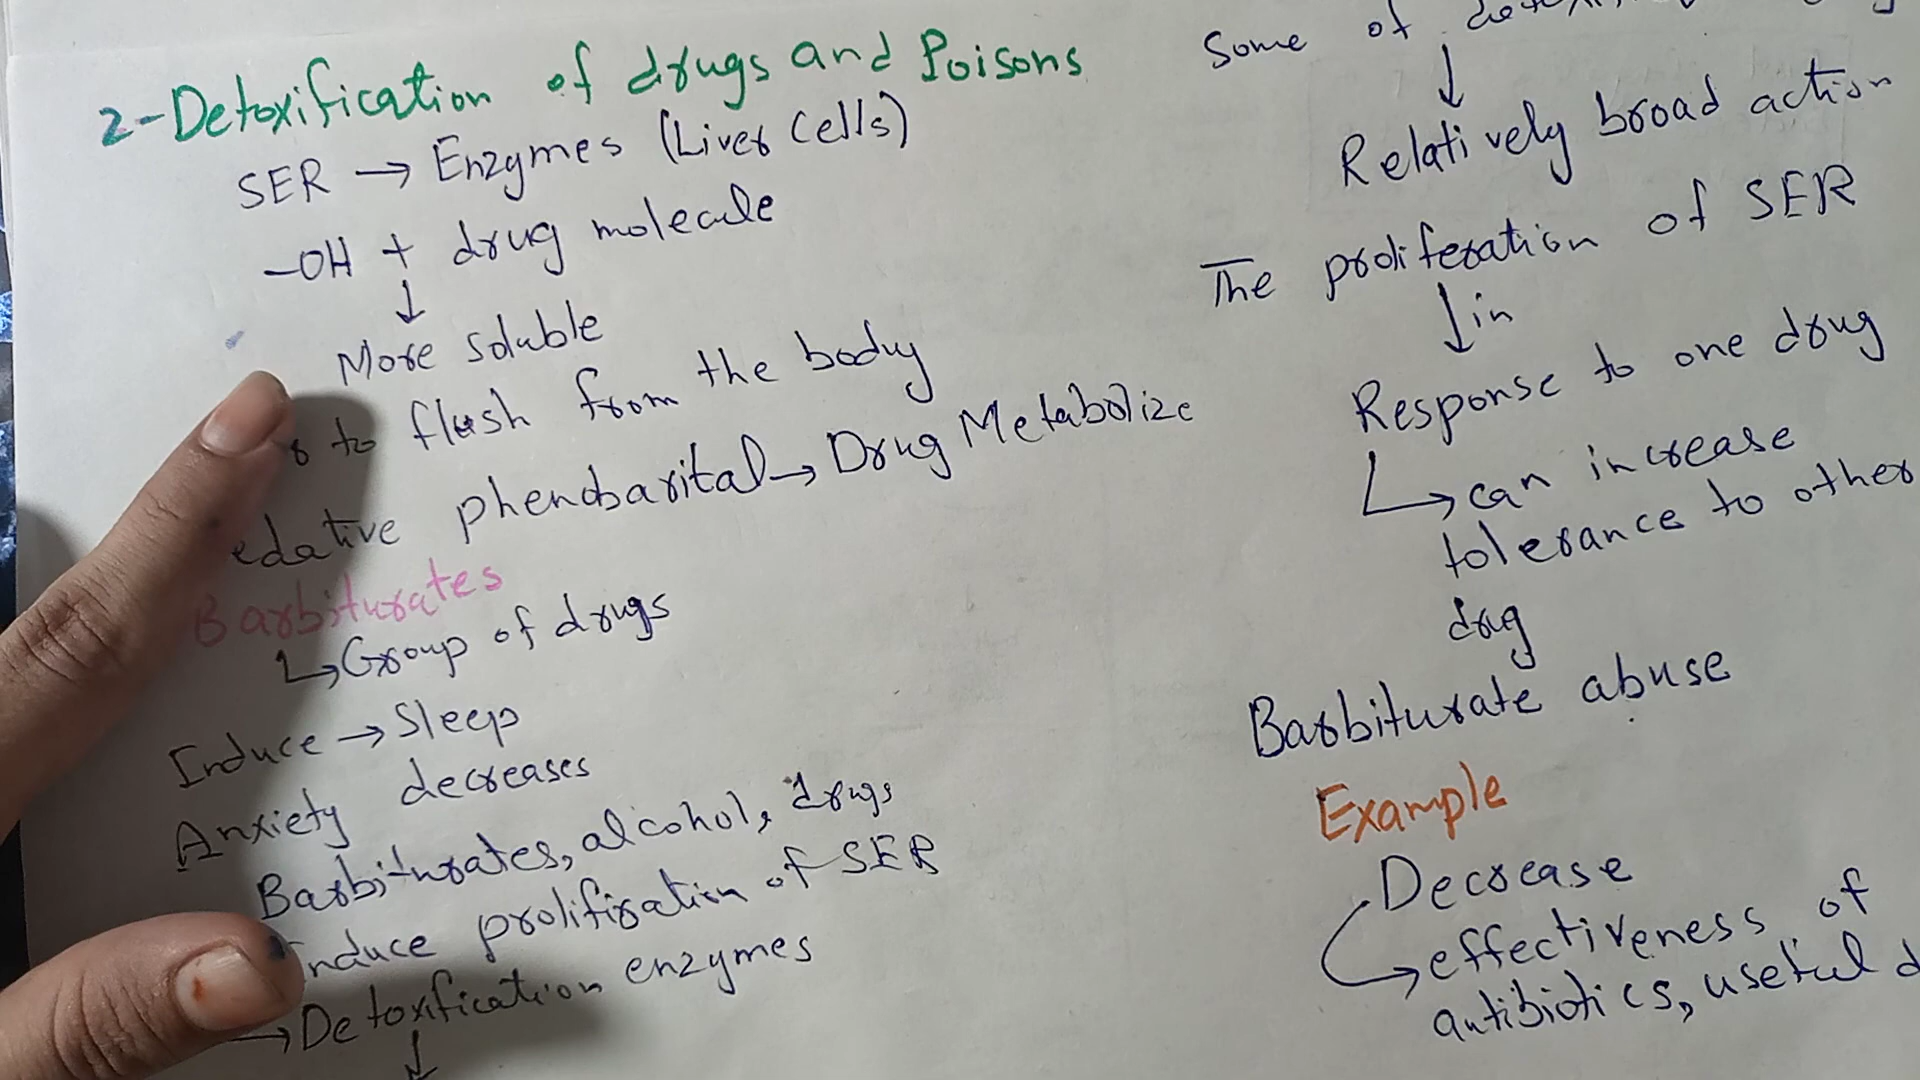 2-Detoxification of drugs and Poisons
SER → Enzymes (Liver Cells)
-OH + drug molecule
↓
More soluble
to flush from the body
edative phenobarital → Drug Metabolize
Barbiturates
↳ Group of drugs
Induce → Sleep
Anxiety decreases
Barbiturates, alcohol, drugs
induce prolifiration of SER
→ Detoxification enzymes
↓
Some of
↓
Relatively broad action
The proliferation of SER
↓ in
Response to one drug
↳ can increase
tolerance to other
drug
Barbiturate abuse
Example
Decrease
→ effectiveness of
antibiotics, useful d